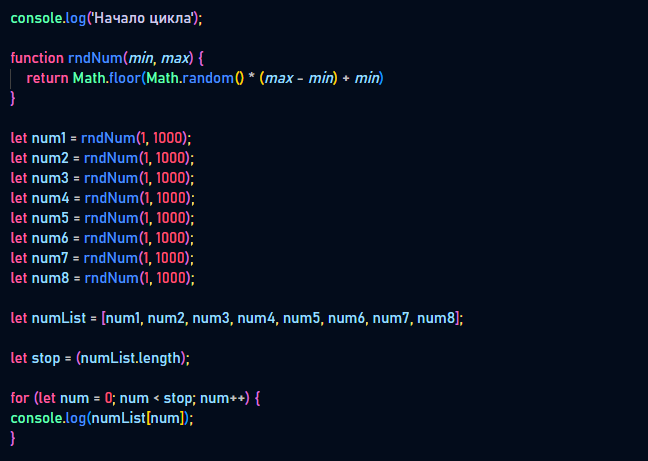 console.log('Начало цикла');
function rndNum(min, max) {
return Math.floor(Math.random() * (max - min) + min)
}
let num1 = rndNum(1, 1000);
let num2 = rndNum(1, 1000);
let num3 = rndNum(1, 1000);
let num4 = rndNum(1, 1000);
let num5 = rndNum(1, 1000);
let num6 = rndNum(1, 1000);
let num7 = rndNum(1, 1000);
let num8 = rndNum(1, 1000);
let numList = [num1, num2, num3, num4, num5, num6, num7, num8];
let stop = (numList.length);
for (let num = 0; num < stop; num++) {
console.log(numList[num]);
}